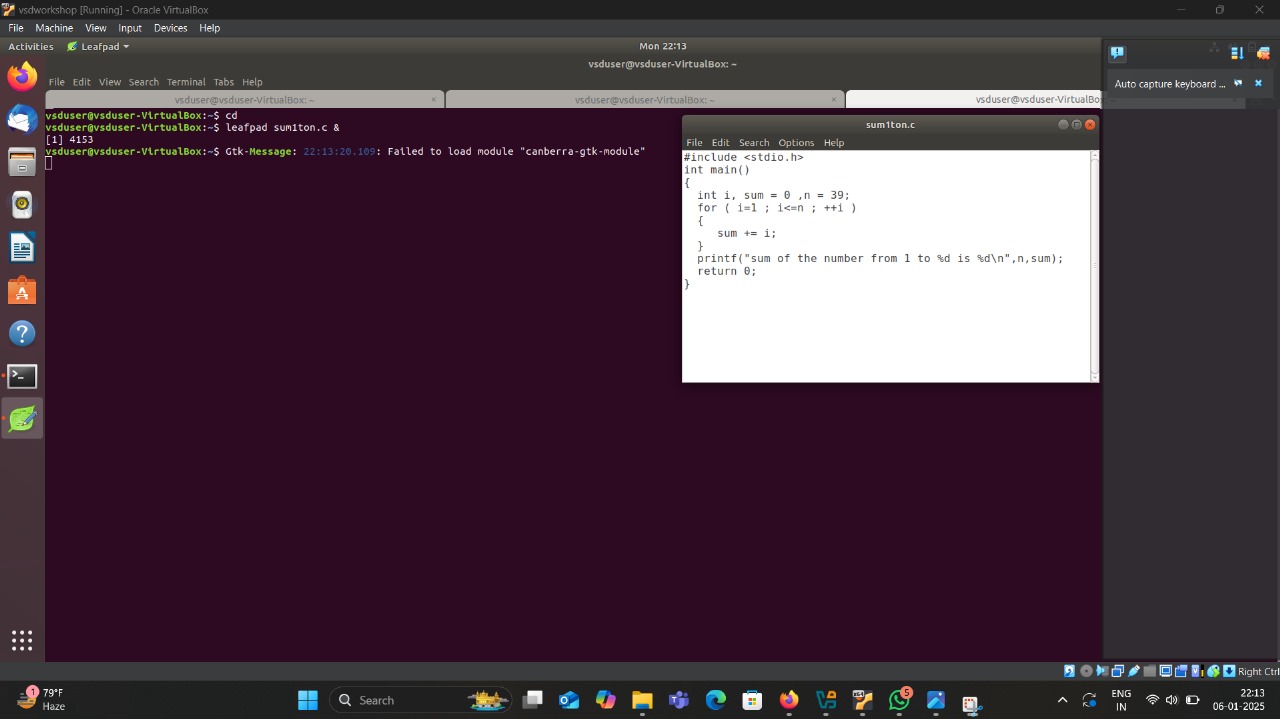 vsdworkshop [Running] - Oracle VirtualBox
File Machine View Input Devices Help
Activities Leafpad Mon 22:13
vsduser@vsduser-VirtualBox: ~
File Edit View Search Terminal Tabs Help
vsduser@vsduser-VirtualBox: ~ × vsduser@vsduser-VirtualBox: ~ × vsduser@vsduser-VirtualBo
Auto capture keyboard ...
vsduser@vsduser-VirtualBox:~$ cd
vsduser@vsduser-VirtualBox:~$ leafpad sum1ton.c &
[1] 4153
vsduser@vsduser-VirtualBox:~$ Gtk-Message: 22:13:20.109: Failed to load module "canberra-gtk-module"
sum1ton.c
File Edit Search Options Help
#include <stdio.h>
int main()
{
int i, sum = 0 ,n = 39;
for ( i=1 ; i<=n ; ++i )
{
sum += i;
}
printf("sum of the number from 1 to %d is %d\n",n,sum);
return 0;
}
Right Ctrl
1
79°F
Haze
Search
5
ENG
IN
22:13
06-01-2025